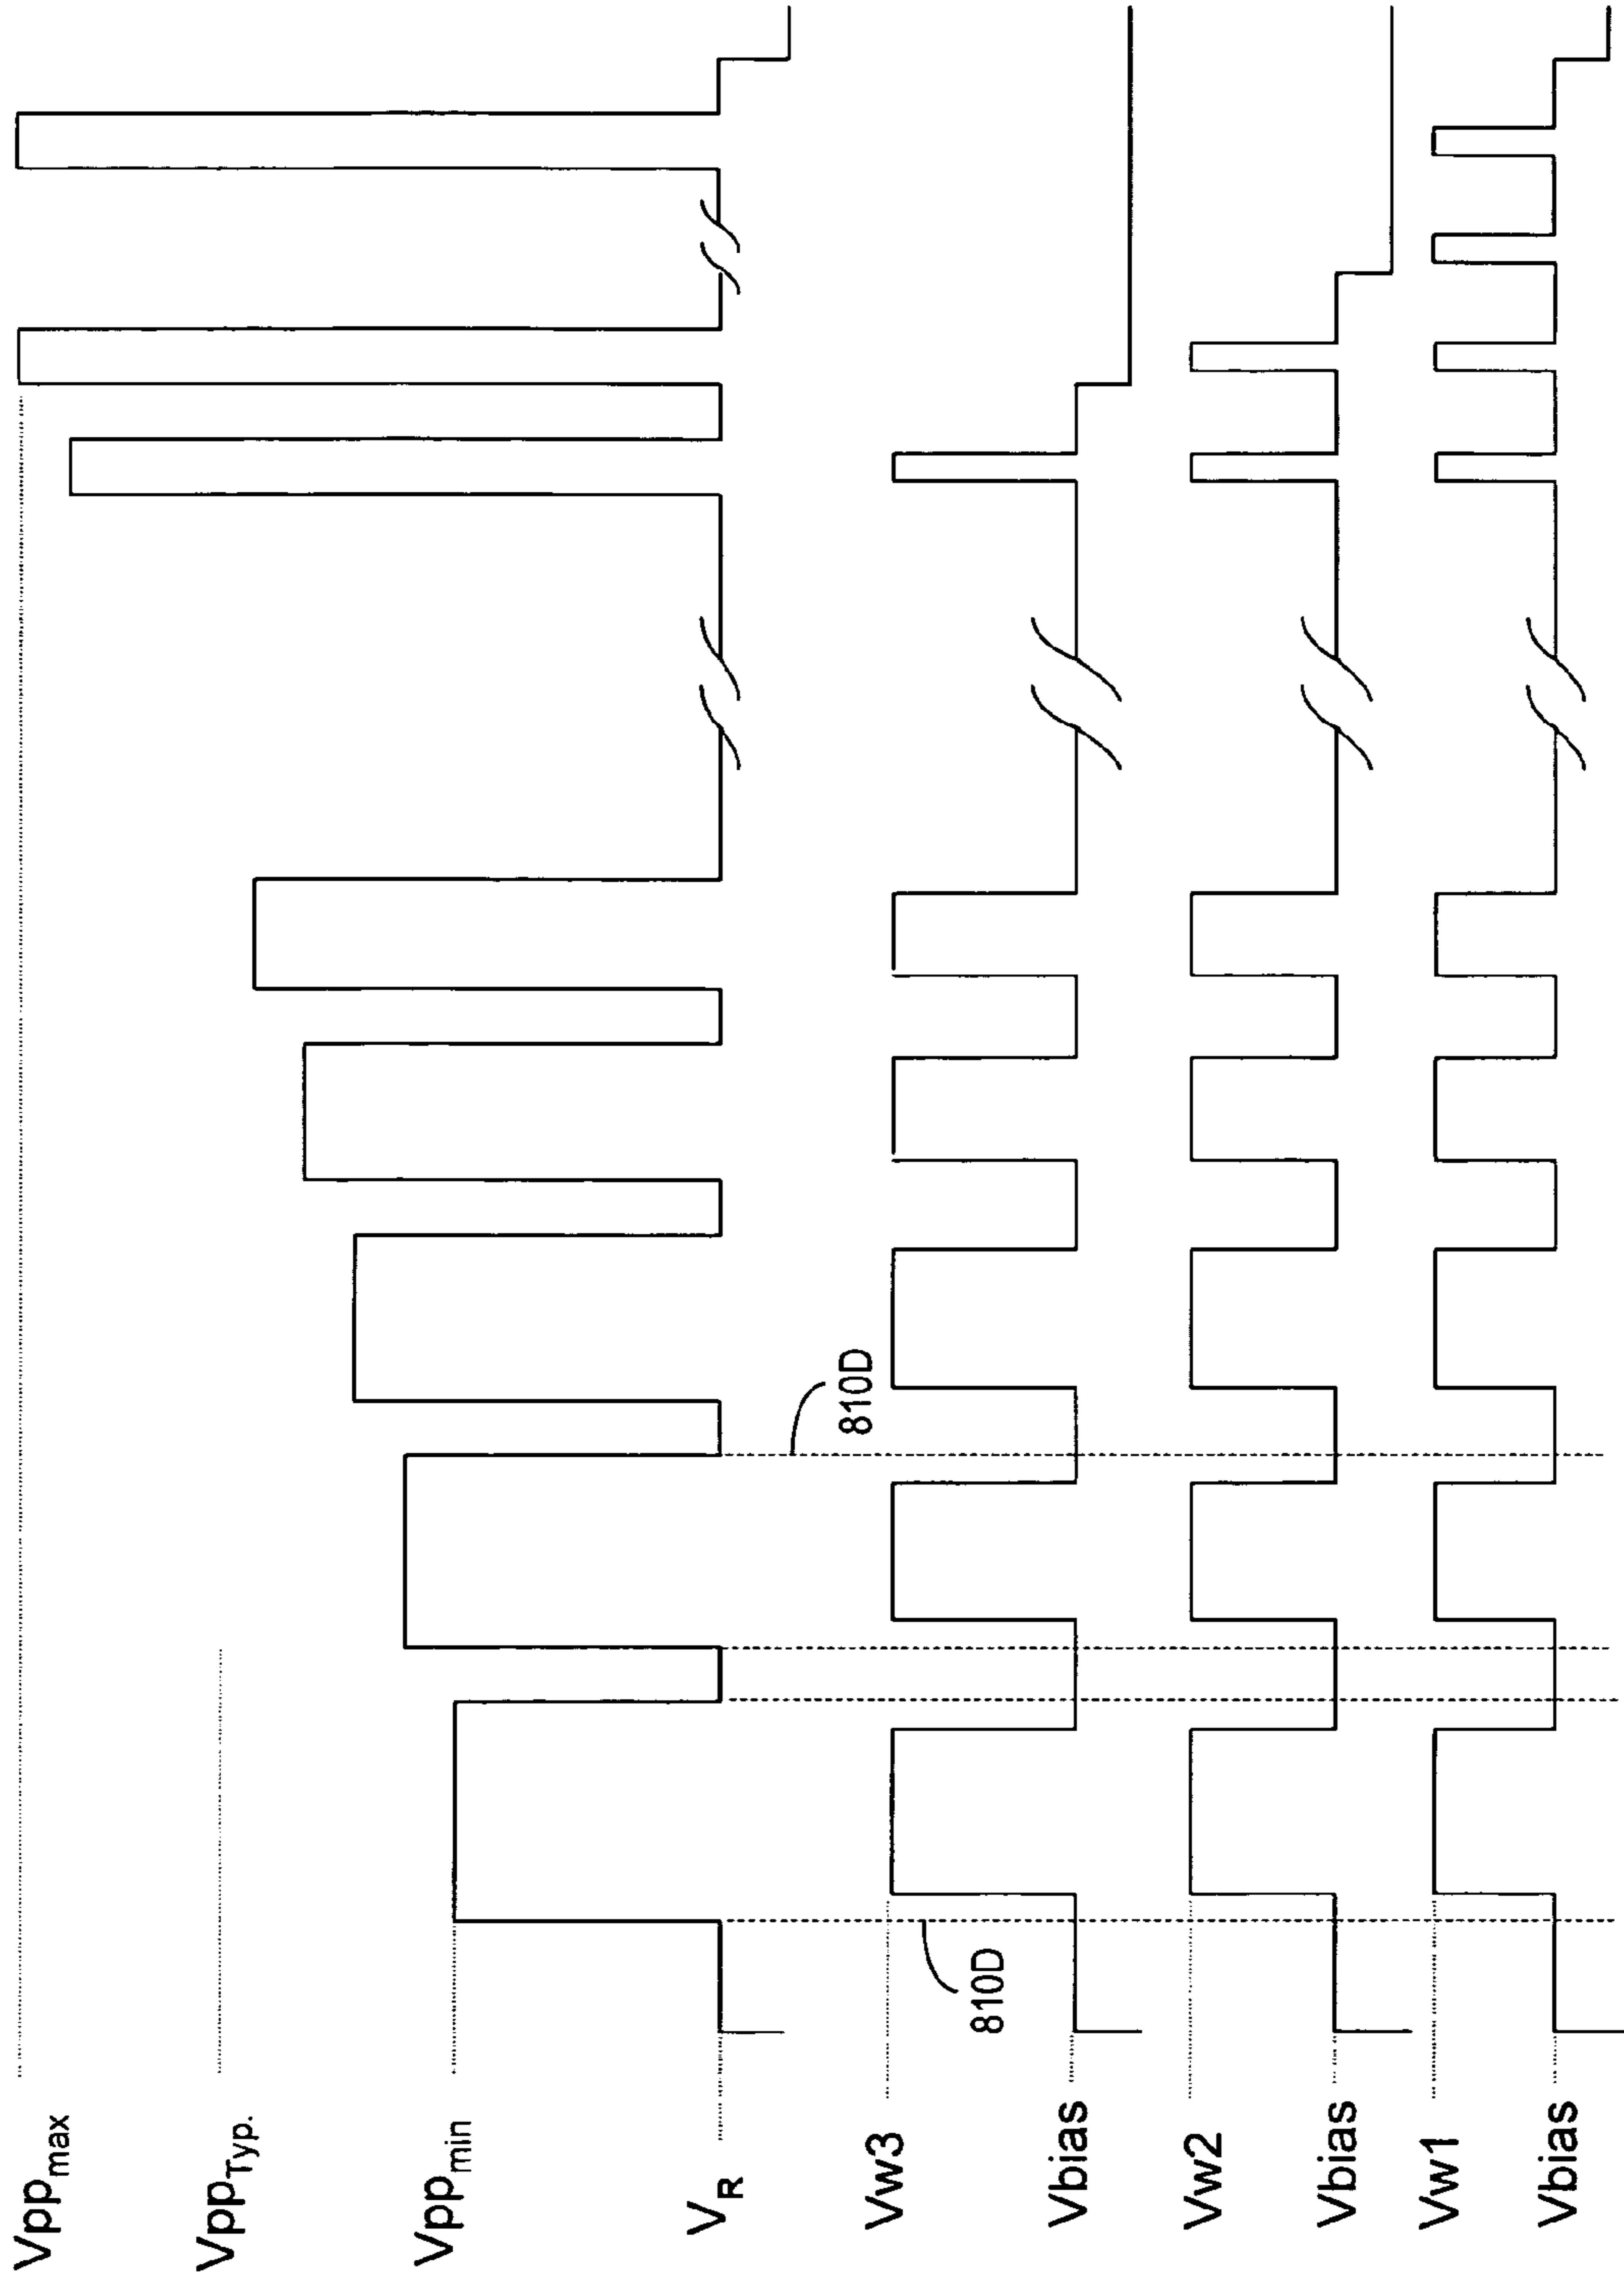 Vppmax
VppTyp.
Vppmin
VR
Vw3
Vbias
Vw2
Vbias
Vw1
Vbias
810D
810D